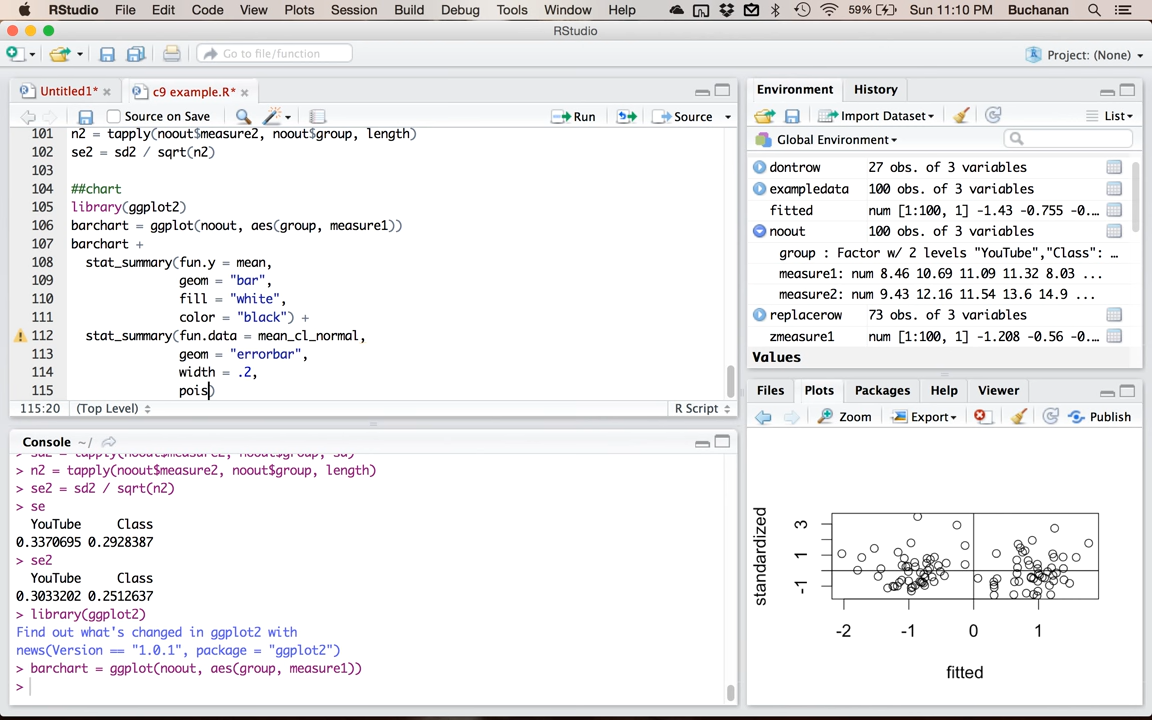 RStudio File Edit Code View Plots Session Build Debug Tools Window Help 59% Sun 11:10 PM Buchanan
RStudio
Go to file/function
Project: (None)
Untitled1* c9 example.R*
Source on Save Run Source
101 n2 = tapply(noout$measure2, noout$group, length)
102 se2 = sd2 / sqrt(n2)
103
104 ##chart
105 library(ggplot2)
106 barchart = ggplot(noout, aes(group, measure1))
107 barchart +
108 stat_summary(fun.y = mean,
109 geom = "bar",
110 fill = "white",
111 color = "black") +
112 stat_summary(fun.data = mean_cl_normal,
113 geom = "errorbar",
114 width = .2,
115 pois)
115:20 (Top Level) R Script
Console ~/
> sd2 = tapply(noout$measure2, noout$group, sd)
> n2 = tapply(noout$measure2, noout$group, length)
> se2 = sd2 / sqrt(n2)
> se
YouTube Class
0.3370695 0.2928387
> se2
YouTube Class
0.3033202 0.2512637
> library(ggplot2)
Find out what's changed in ggplot2 with
news(Version == "1.0.1", package = "ggplot2")
> barchart = ggplot(noout, aes(group, measure1))
>
Environment History
Import Dataset List
Global Environment
dontrow 27 obs. of 3 variables
exampledata 100 obs. of 3 variables
fitted num [1:100, 1] -1.43 -0.755 -0...
noout 100 obs. of 3 variables
group : Factor w/ 2 levels "YouTube","Class": …
measure1: num 8.46 10.69 11.09 11.32 8.03 ...
measure2: num 9.43 12.16 11.54 13.6 14.9 ...
replacerow 73 obs. of 3 variables
zmeasure1 num [1:100, 1] -1.208 -0.56 -0...
Values
Files Plots Packages Help Viewer
Zoom Export Publish
standardized
3
1
-1
-2 -1 0 1
fitted